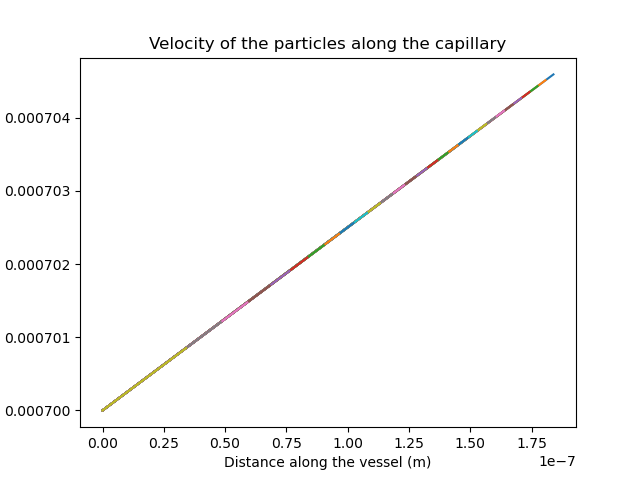 Velocity of the particles along the capillary
0.000704
0.000703
0.000702
0.000701
0.000700
0.00 0.25 0.50 0.75 1.00 1.25 1.50 1.75
1e−7
Distance along the vessel (m)